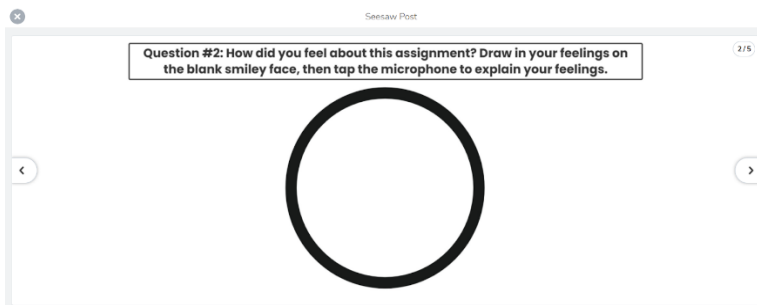 Seesaw Post
Question #2: How did you feel about this assignment? Draw in your feelings on
the blank smiley face, then tap the microphone to explain your feelings.
2/5